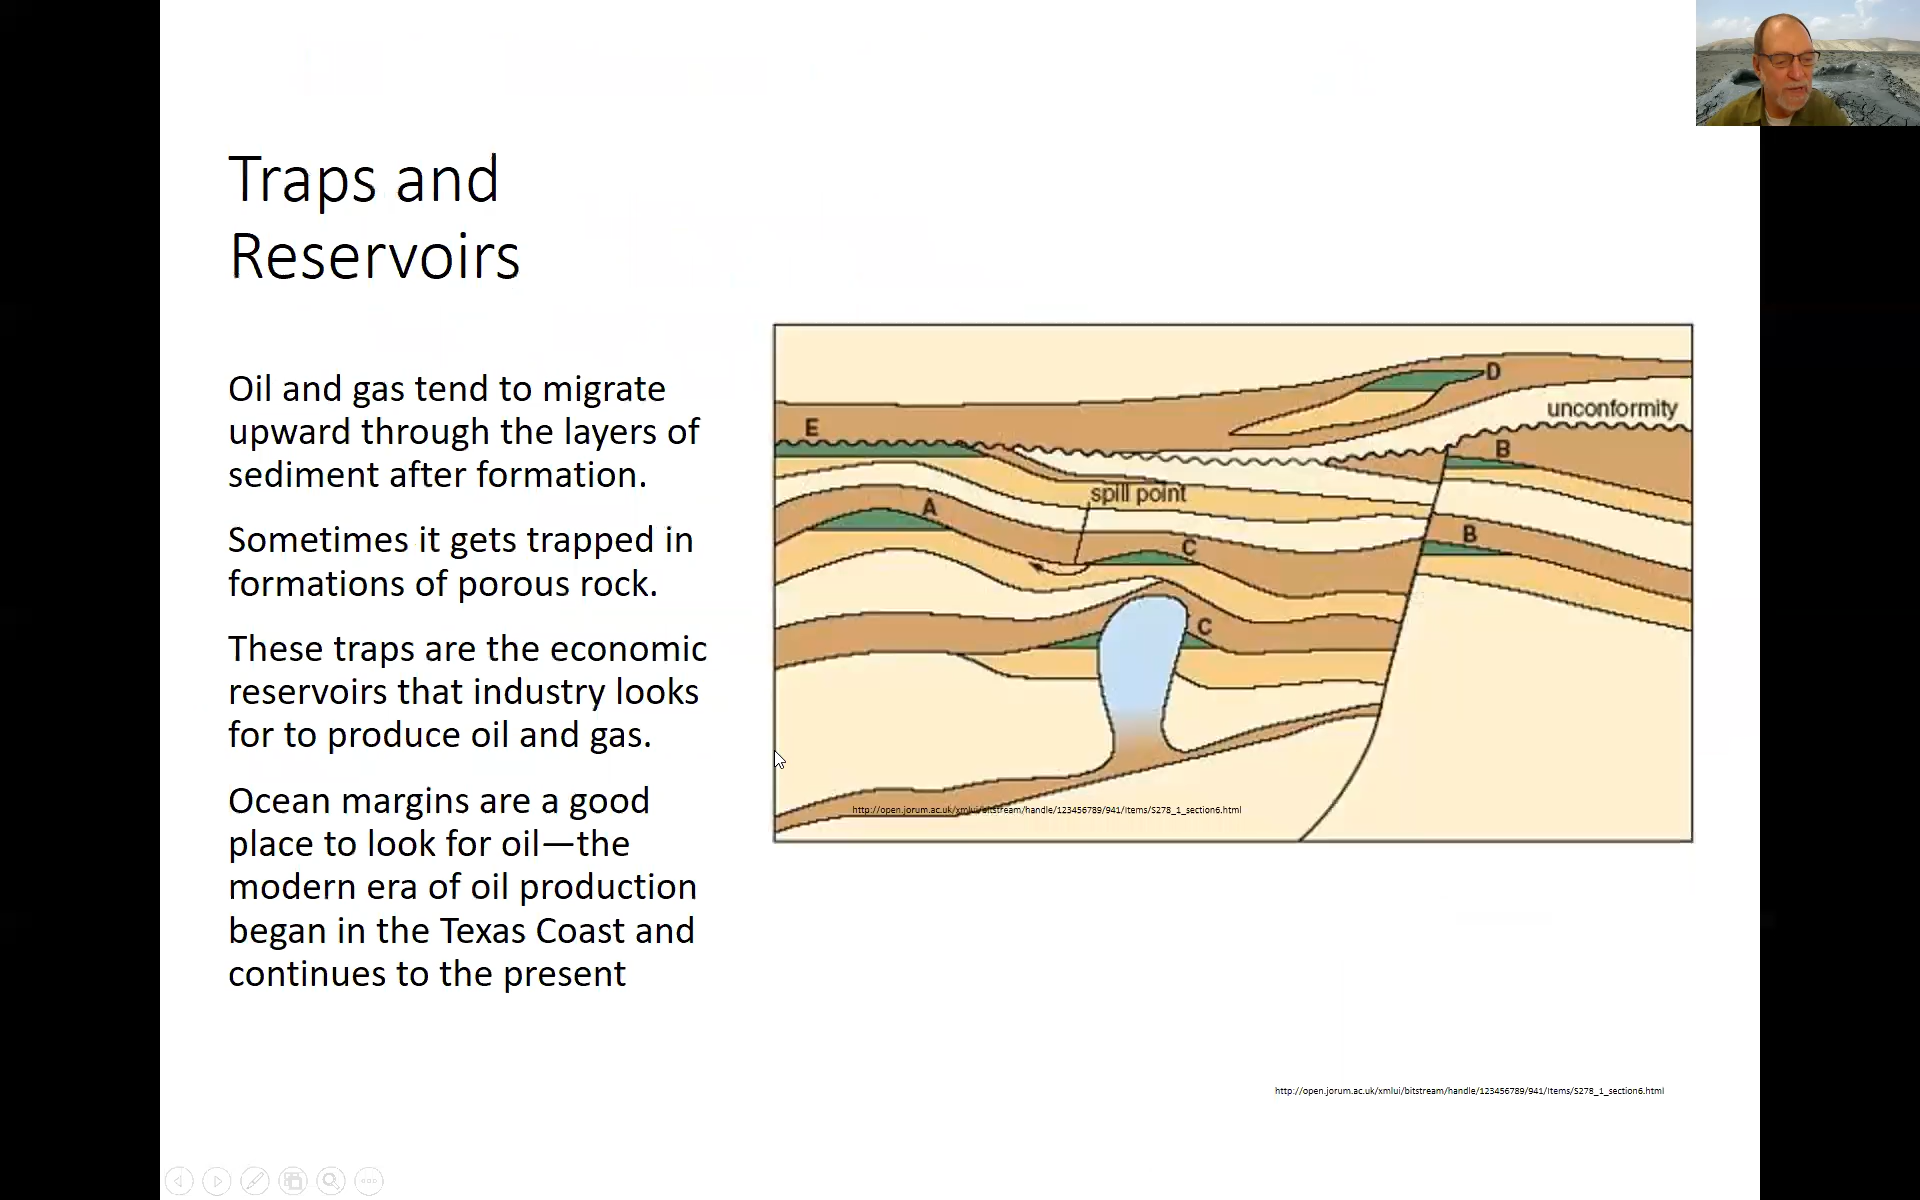 Traps and
Reservoirs
Oil and gas tend to migrate
upward through the layers of
sediment after formation.
Sometimes it gets trapped in
formations of porous rock.
These traps are the economic
reservoirs that industry looks
for to produce oil and gas.
Ocean margins are a good
place to look for oil—the
modern era of oil production
began in the Texas Coast and
continues to the present
D
unconformity
E
B
spill point
A
B
C
C
http://open.jorum.ac.uk/xmlui/bitstream/handle/123456789/941/Items/S278_1_section6.html
http://open.jorum.ac.uk/xmlui/bitstream/handle/123456789/941/Items/S278_1_section6.html